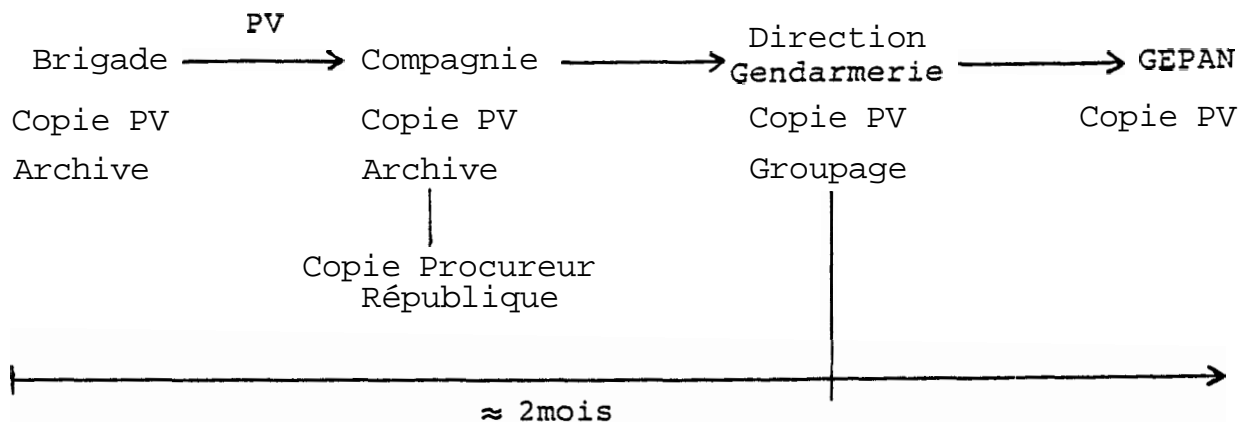 PV
Brigade
Compagnie
Direction
Gendarmerie
GEPAN
Copie PV
Archive
Copie PV
Archive
Copie PV
Groupage
Copie PV
Copie Procureur
République
≈ 2mois